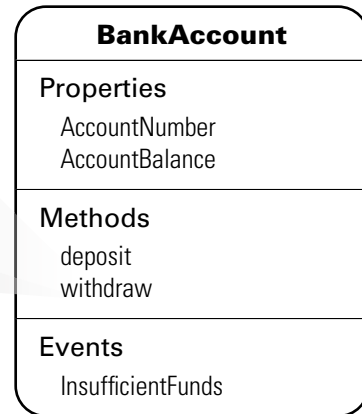 BankAccount
Properties
AccountNumber
AccountBalance
Methods
deposit
withdraw
Events
InsufficientFunds